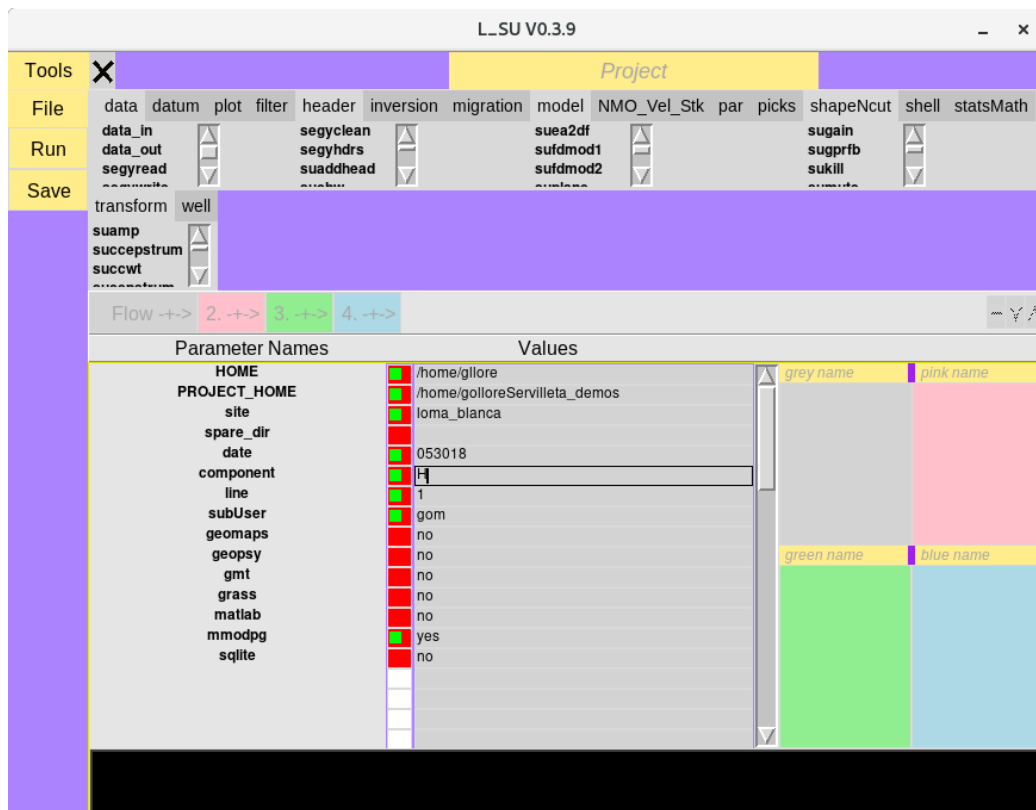 L_SU V0.3.9
Tools Project
File data datum plot filter header inversion migration model NMO_Vel_Stk par picks shapeNcut shell statsMath
data_in segyclean suea2df sugain
Run data_out segyhdrs sufdmod1 sugprfb
segyread suaddhead sufdmod2 sukill
Save
transform well
suamp
succepstrum
succwt
Flow -+-> 2. -+-> 3. -+-> 4. -+->
Parameter Names Values
HOME /home/gllore grey name pink name
PROJECT_HOME /home/golloreServilleta_demos
site loma_blanca
spare_dir
date 053018
component H
line 1
subUser gom
geomaps no
geopsy no green name blue name
gmt no
grass no
matlab no
mmodpg yes
sqlite no